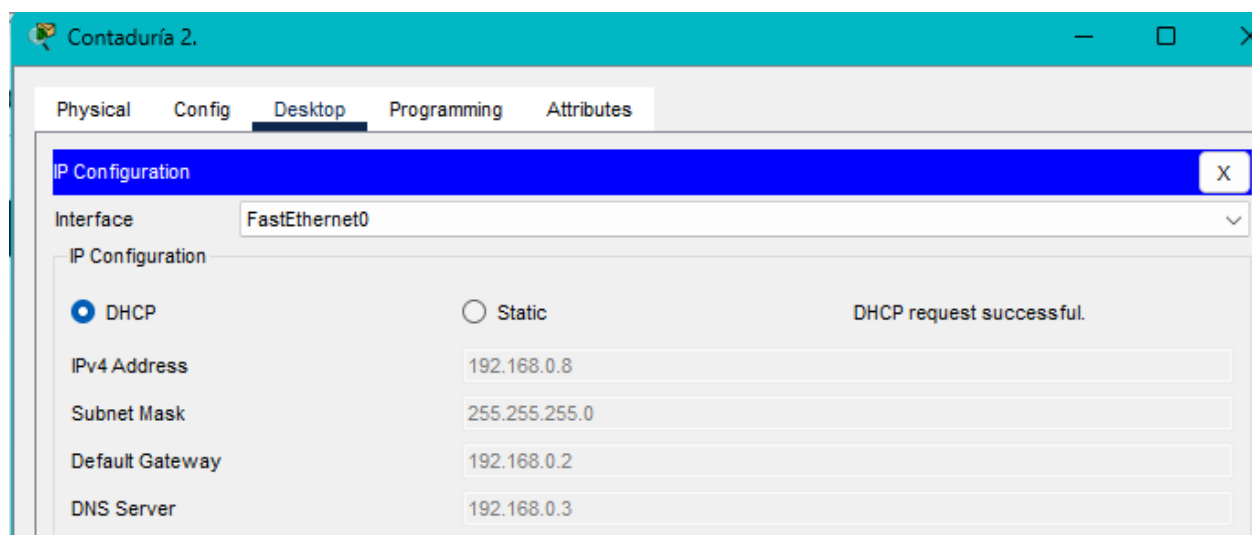 Contaduría 2.
Physical Config Desktop Programming Attributes
IP Configuration X
Interface FastEthernet0
IP Configuration
DHCP Static DHCP request successful.
IPv4 Address 192.168.0.8
Subnet Mask 255.255.255.0
Default Gateway 192.168.0.2
DNS Server 192.168.0.3